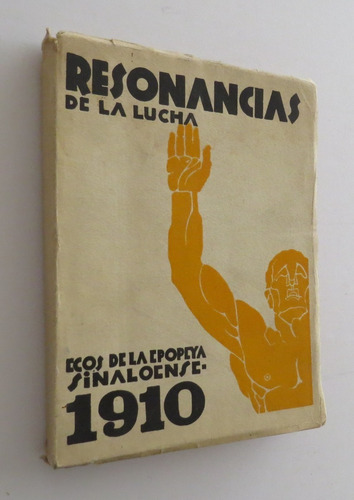 RESONANCIAS
DE LA LUCHA
ECOS DE LA EPOPEYA
SINALOENSE·
1910